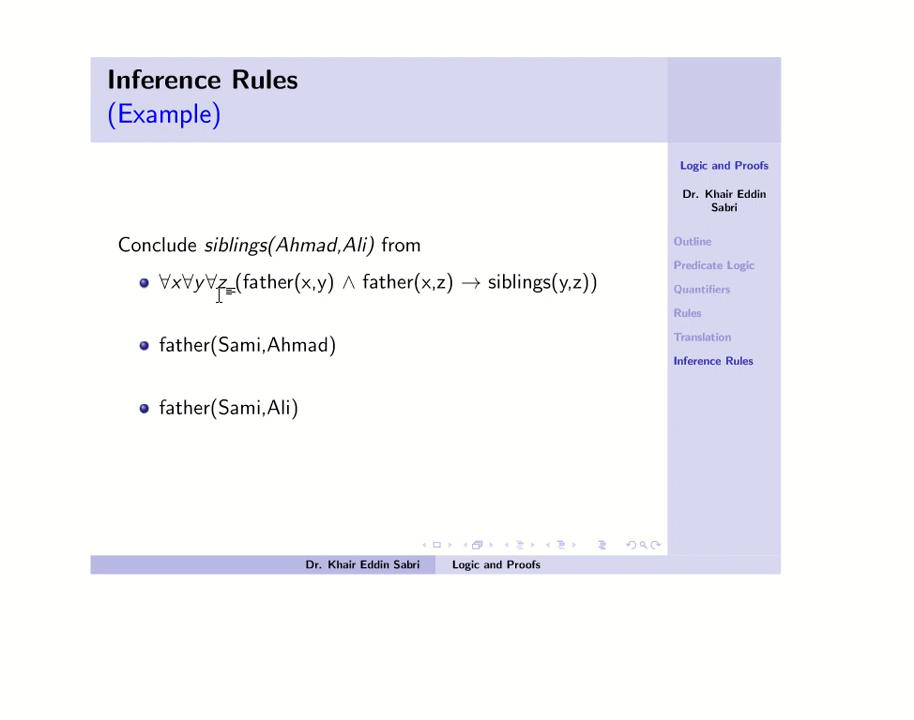 Inference Rules
(Example)
Conclude siblings(Ahmad,Ali) from
∀x∀y∀z (father(x,y) ∧ father(x,z) → siblings(y,z))
father(Sami,Ahmad)
father(Sami,Ali)
Logic and Proofs
Dr. Khair Eddin
Sabri
Outline
Predicate Logic
Quantifiers
Rules
Translation
Inference Rules
Dr. Khair Eddin Sabri Logic and Proofs